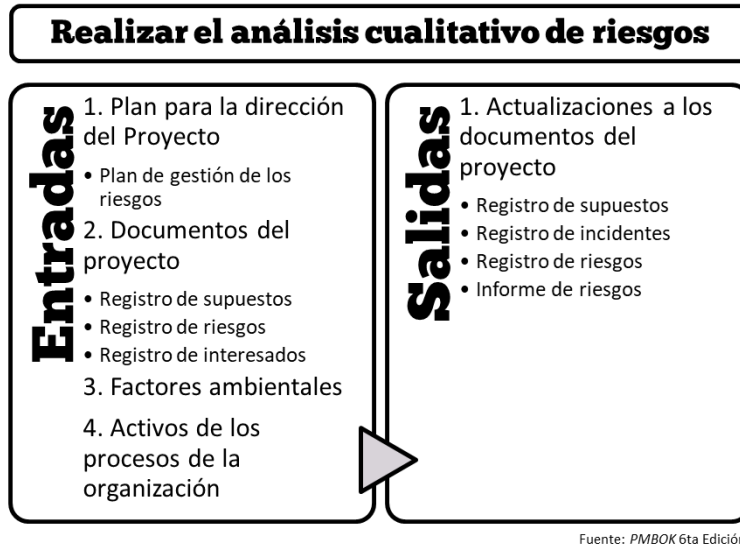 Realizar el análisis cualitativo de riesgos
Entradas
1. Plan para la dirección
del Proyecto
• Plan de gestión de los
riesgos
2. Documentos del
proyecto
• Registro de supuestos
• Registro de riesgos
• Registro de interesados
3. Factores ambientales
4. Activos de los
procesos de la
organización
Salidas
1. Actualizaciones a los
documentos del
proyecto
• Registro de supuestos
• Registro de incidentes
• Registro de riesgos
• Informe de riesgos
Fuente: PMBOK 6ta Edición